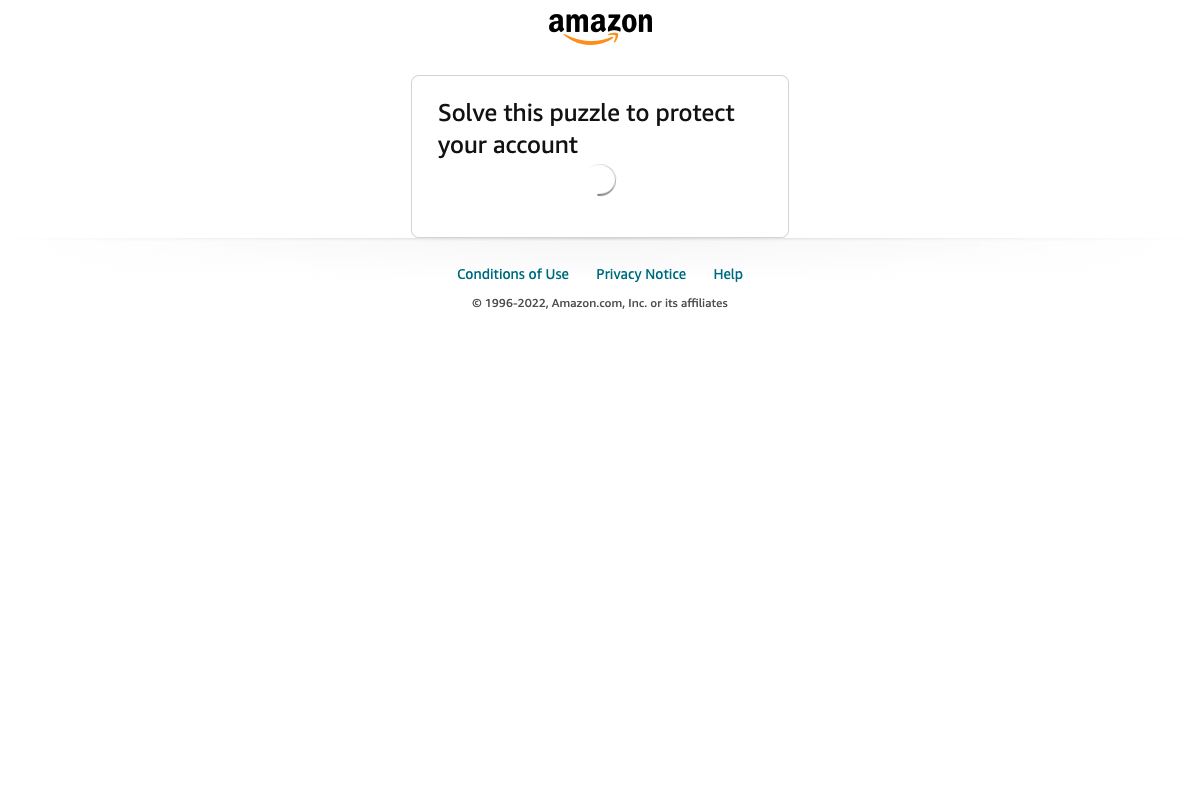 amazon
Solve this puzzle to protect
your account
Conditions of Use Privacy Notice Help
© 1996-2022, Amazon.com, Inc. or its affiliates